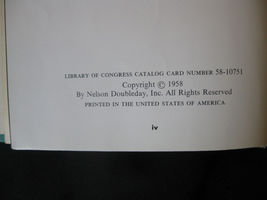 LIBRARY OF CONGRESS CATALOG CARD NUMBER 58-10751
Copyright © 1958
By Nelson Doubleday, Inc. All Rights Reserved
PRINTED IN THE UNITED STATES OF AMERICA
iv